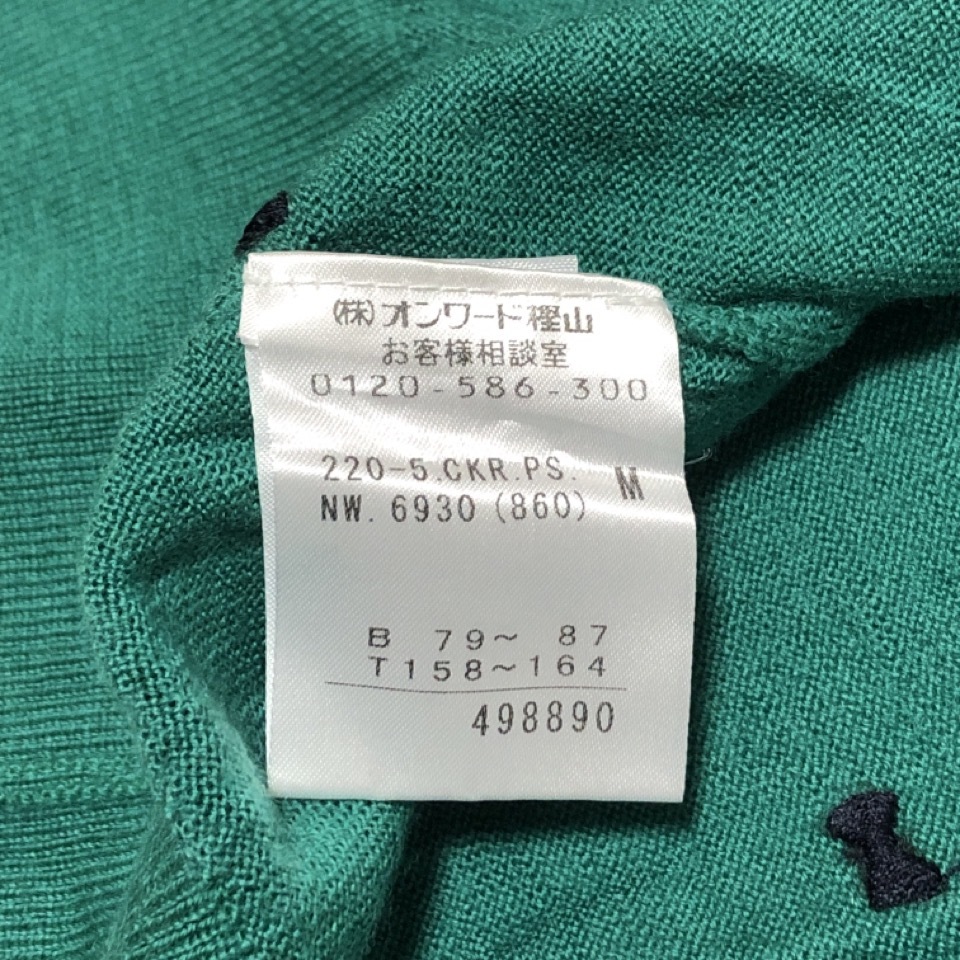 (株)オンワード樫山
お客様相談室
0120-586-300
220-5.CKR.PS. M
NW. 6930 (860)
B 79～ 87
T158～164
498890